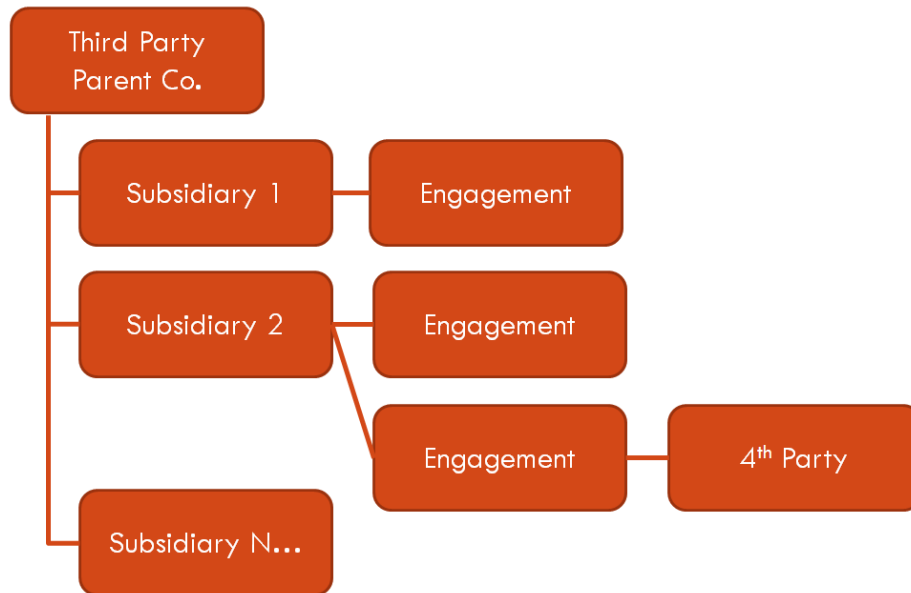 Third Party
Parent Co.
Subsidiary 1
Engagement
Subsidiary 2
Engagement
Engagement
4th Party
Subsidiary N...